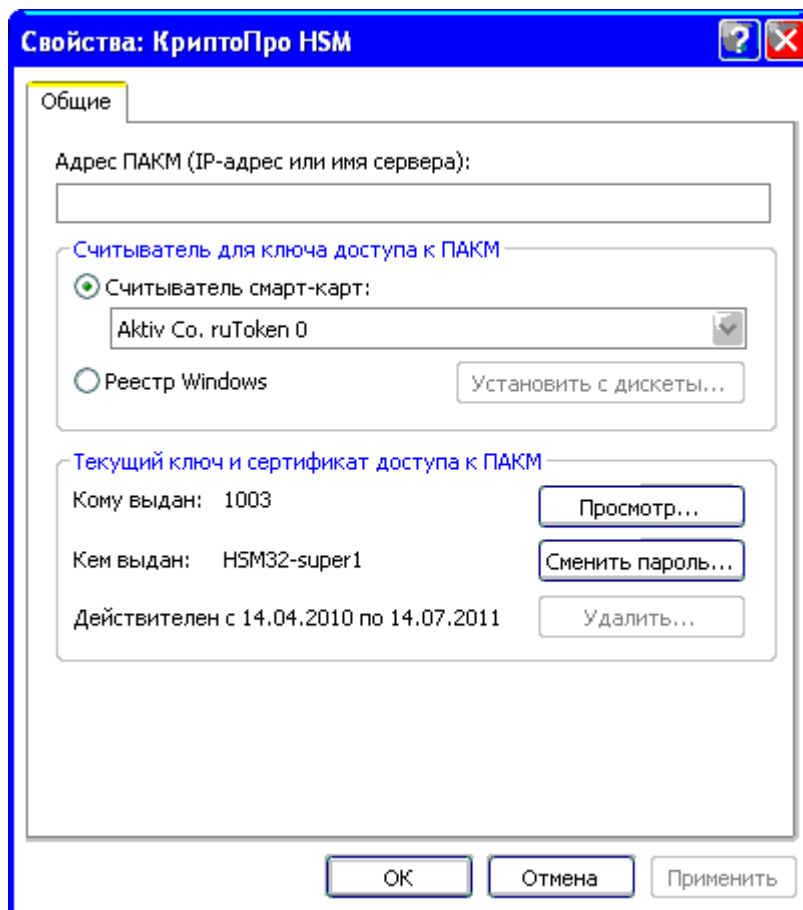 Свойства: КриптоПро HSM
Общие
Адрес ПАКМ (IP-адрес или имя сервера):
Считыватель для ключа доступа к ПАКМ
Считыватель смарт-карт:
Aktiv Co. ruToken 0
Реестр Windows
Установить с дискеты...
Текущий ключ и сертификат доступа к ПАКМ
Кому выдан: 1003
Просмотр...
Кем выдан: HSM32-super1
Сменить пароль...
Действителен с 14.04.2010 по 14.07.2011
Удалить...
ОК
Отмена
Применить